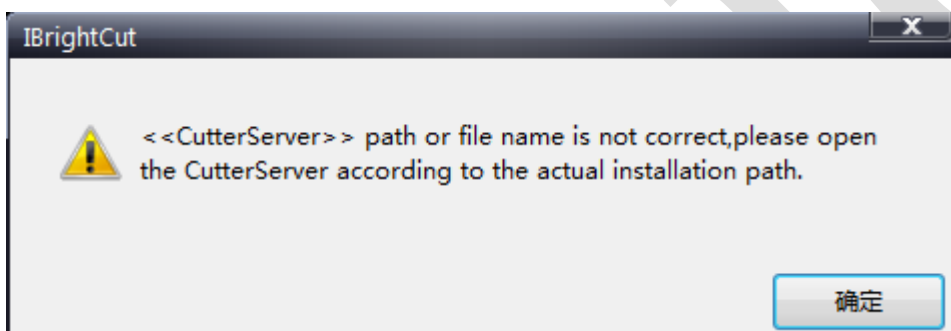 IBrightCut
<<CutterServer>> path or file name is not correct,please open
the CutterServer according to the actual installation path.
确定